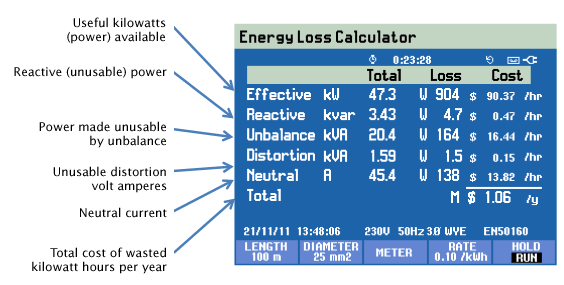 Useful kilowatts
(power) available
Reactive (unusable) power
Power made unusable
by unbalance
Unusable distortion
volt amperes
Neutral current
Total cost of wasted
kilowatt hours per year
Energy Loss Calculator
0:23:28
Total Loss Cost
Effective kW 47.3 W 904 $ 90.37 /hr
Reactive kvar 3.43 W 4.7 $ 0.47 /hr
Unbalance kVA 20.4 W 164 $ 16.44 /hr
Distortion kVA 1.59 W 1.5 $ 0.15 /hr
Neutral A 45.4 W 138 $ 13.82 /hr
Total M $ 1.06 /y
21/11/11 13:48:06 230V 50Hz 3Ø WYE EN50160
LENGTH DIAMETER METER RATE HOLD
100 m 25 mm2 0.10 /kWh RUN